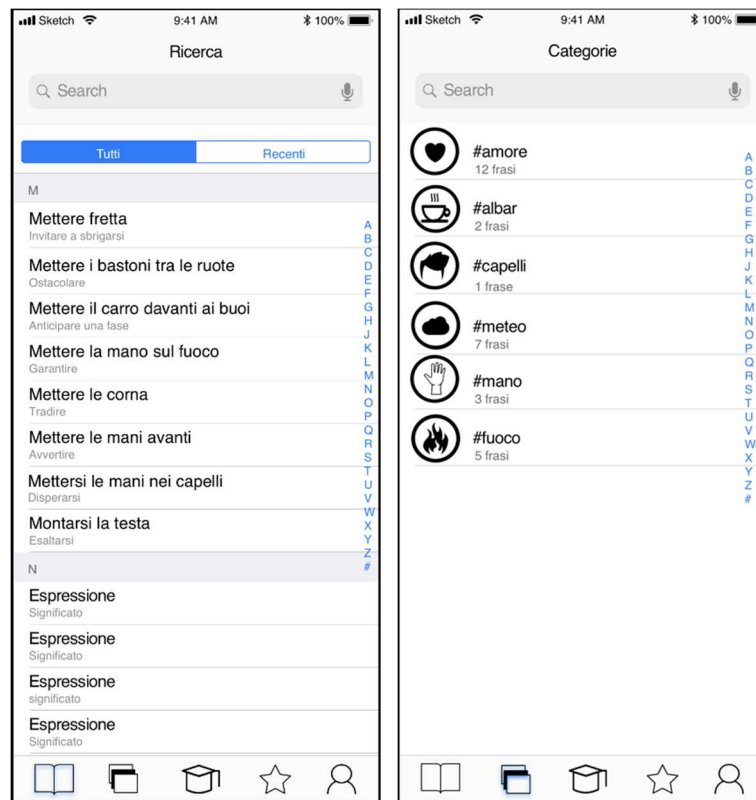 Sketch 9:41 AM 100%
Ricerca
Search
Tutti Recenti
M
Mettere fretta
Invitare a sbrigarsi
Mettere i bastoni tra le ruote
Ostacolare
Mettere il carro davanti ai buoi
Anticipare una fase
Mettere la mano sul fuoco
Garantire
Mettere le corna
Tradire
Mettere le mani avanti
Avvertire
Mettersi le mani nei capelli
Disperarsi
Montarsi la testa
Esaltarsi
N
Espressione
Significato
Espressione
Significato
Espressione
significato
Espressione
Significato
A
B
C
D
E
F
G
H
J
K
L
M
N
O
P
Q
R
S
T
U
V
W
X
Y
Z
#
Sketch 9:41 AM 100%
Categorie
Search
#amore
12 frasi
#albar
2 frasi
#capelli
1 frase
#meteo
7 frasi
#mano
3 frasi
#fuoco
5 frasi
A
B
C
D
E
F
G
H
J
K
L
M
N
O
P
Q
R
S
T
U
V
W
X
Y
Z
#